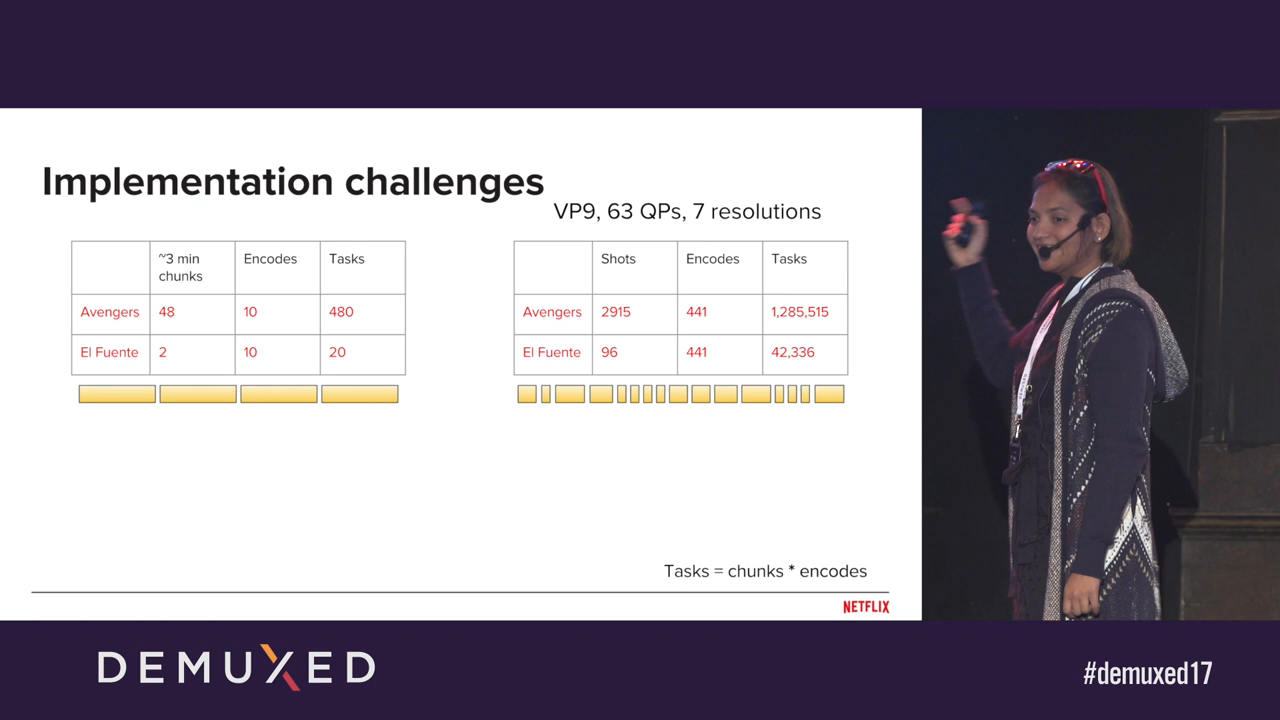 Implementation challenges
VP9, 63 QPs, 7 resolutions
~3 min chunks Encodes Tasks
Avengers 48 10 480
El Fuente 2 10 20
Shots Encodes Tasks
Avengers 2915 441 1,285,515
El Fuente 96 441 42,336
Tasks = chunks * encodes
NETFLIX
DEMUXED
#demuxed17